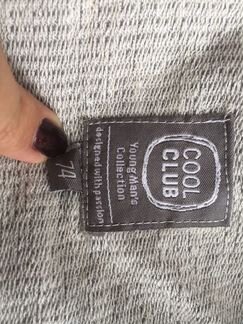 COOL
CLUB
Young Man's
Collection
designed with passion
74